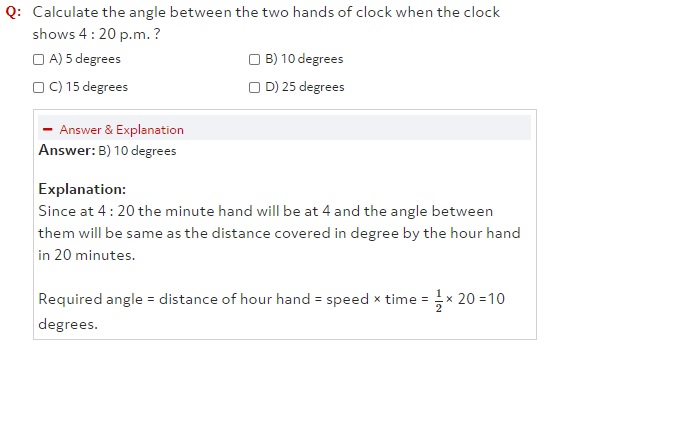 Q: Calculate the angle between the two hands of clock when the clock
shows 4 : 20 p.m. ?
A) 5 degrees B) 10 degrees
C) 15 degrees D) 25 degrees
Answer & Explanation
Answer: B) 10 degrees
Explanation:
Since at 4 : 20 the minute hand will be at 4 and the angle between
them will be same as the distance covered in degree by the hour hand
in 20 minutes.
Required angle = distance of hour hand = speed × time = 1/2 × 20 =10
degrees.